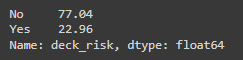 No     77.04
Yes    22.96
Name: deck_risk, dtype: float64